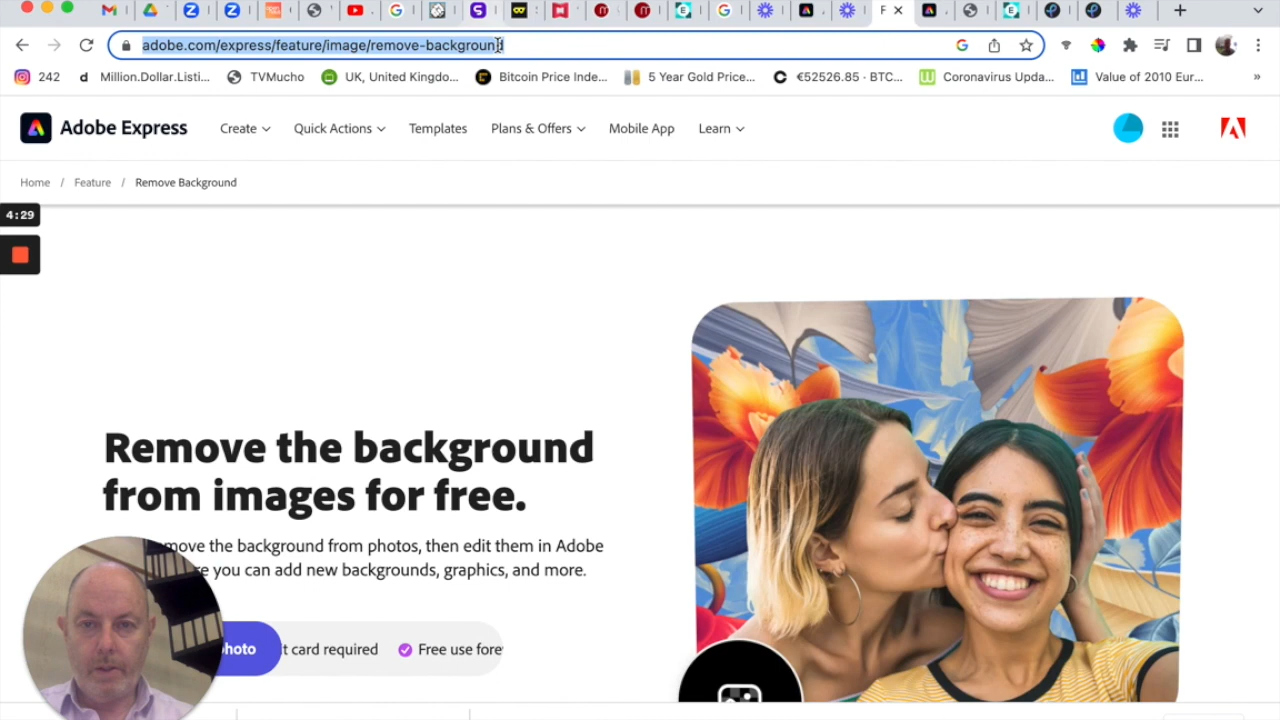 adobe.com/express/feature/image/remove-background
242
Million.Dollar.Listi...
TVMucho
UK, United Kingdo...
Bitcoin Price Inde...
5 Year Gold Price...
€52526.85 · BTC...
Coronavirus Upda...
Value of 2010 Eur...
»
Adobe Express
Create
Quick Actions
Templates
Plans & Offers
Mobile App
Learn
Home / Feature / Remove Background
4:29
Remove the background
from images for free.
move the background from photos, then edit them in Adobe
re you can add new backgrounds, graphics, and more.
photo
t card required
Free use fore